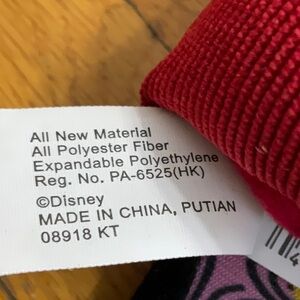 All New Material
All Polyester Fiber
Expandable Polyethylene
Reg. No. PA-6525(HK)
©Disney
MADE IN CHINA, PUTIAN
08918 KT